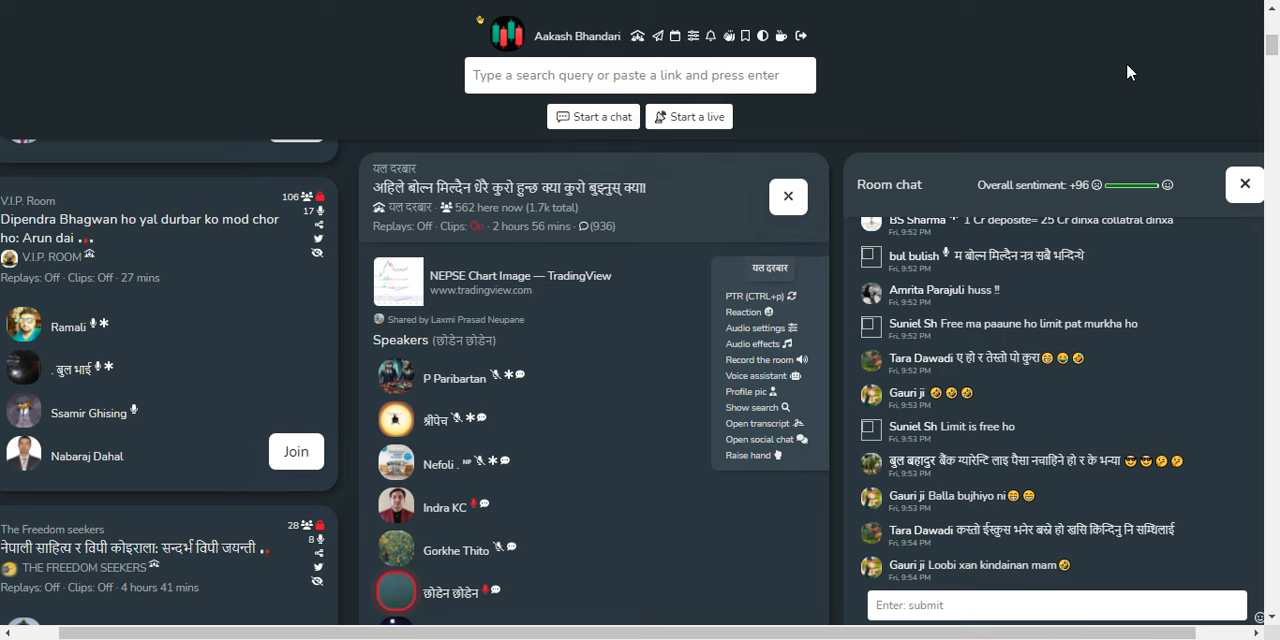 Aakash Bhandari
Type a search query or paste a link and press enter
Start a chat
Start a live
V.I.P. Room
106
Dipendra Bhagwan ho yal durbar ko mod chor
17
ho: Arun dai
V.I.P. ROOM
Replays: Off · Clips: Off · 27 mins
Ramali
. बुल भाई
Ssamir Ghising
Nabaraj Dahal
Join
The Freedom seekers
28
नेपाली साहित्य र विपी कोइराला: सन्दर्भ विपी जयन्ती
8
THE FREEDOM SEEKERS
Replays: Off · Clips: Off · 4 hours 41 mins
यल दरबार
अहिले बोल्न मिल्दैन धेरै कुरो हुन्छ क्या कुरो बुझ्नुस् क्या॥
यल दरबार · 562 here now (1.7k total)
Replays: Off · Clips: On · 2 hours 56 mins · (936)
NEPSE Chart Image — TradingView
www.tradingview.com
Shared by Laxmi Prasad Neupane
Speakers (छोडेन छोडेन)
P Paribartan
श्रीपेच
Nefoli . NP
Indra KC
Gorkhe Thito
छोडेन छोडेन
यल दरबार
PTR (CTRL+p)
Reaction
Audio settings
Audio effects
Record the room
Voice assistant
Profile pic
Show search
Open transcript
Open social chat
Raise hand
Room chat
Overall sentiment: +96
BS Sharma 1 Cr deposite= 25 Cr dinxa collatral dinxa
Fri, 9:52 PM
bul bulish म बोल्न मिल्दैन नत्र सबै भन्दिन्थे
Fri, 9:52 PM
Amrita Parajuli huss !!
Fri, 9:52 PM
Suniel Sh Free ma paaune ho limit pat murkha ho
Fri, 9:52 PM
Tara Dawadi ए हो र तेस्तो पो कुरा😁😂🤣
Fri, 9:52 PM
Gauri ji 🤣🤣🤣
Fri, 9:53 PM
Suniel Sh Limit is free ho
Fri, 9:53 PM
बुल बहादुर बैंक ग्यारेन्टि लाइ पैसा नचाहिने हो र के भन्या 😎😎🤔🤔
Fri, 9:53 PM
Gauri ji Balla bujhiyo ni😁😁
Fri, 9:53 PM
Tara Dawadi कस्तो ईस्कुस भनेर बस्ने हो खसि किन्दिनु नि सम्धिलाई
Fri, 9:54 PM
Gauri ji Loobi xan kindainan mam🤣
Fri, 9:54 PM
Enter: submit